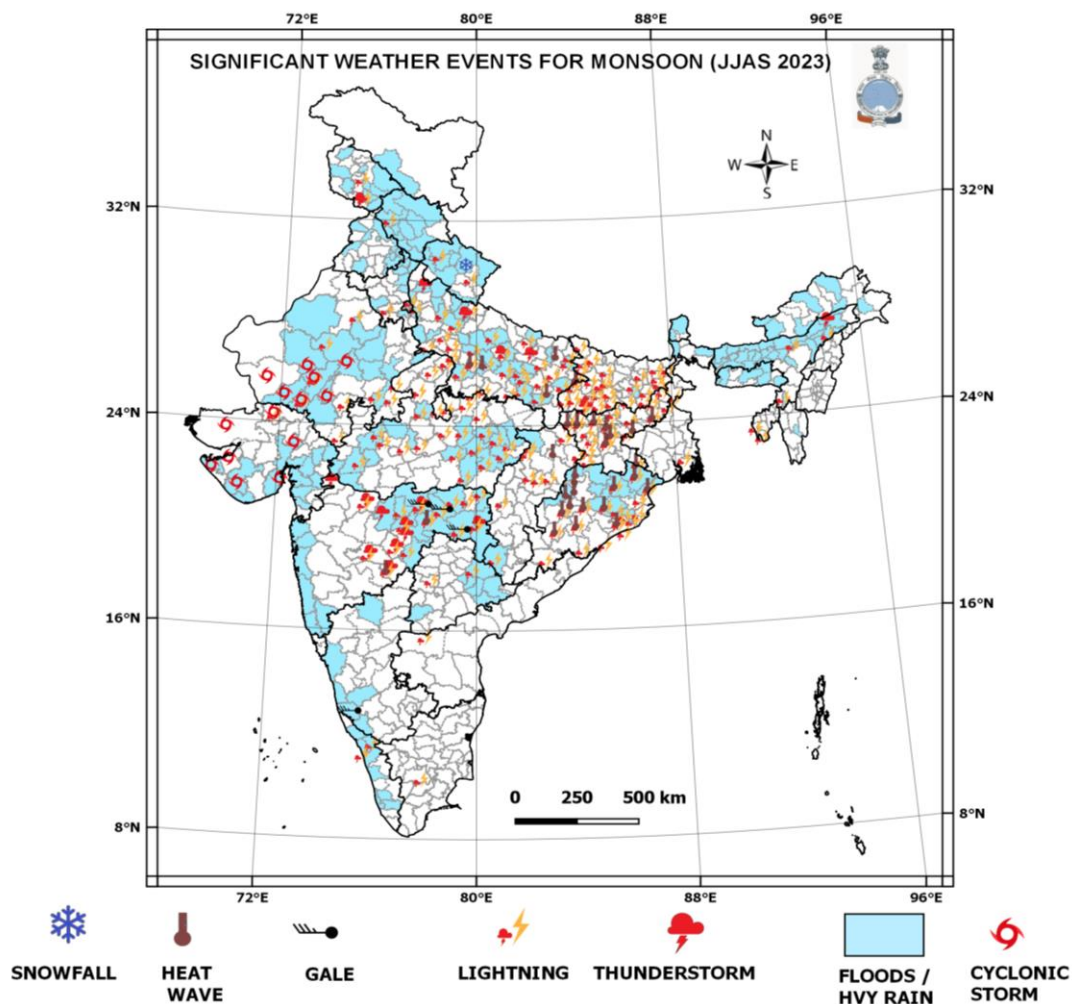 72°E 80°E 88°E 96°E
SIGNIFICANT WEATHER EVENTS FOR MONSOON (JJAS 2023)
N
W E
S
32°N 32°N
24°N 24°N
16°N 16°N
0 250 500 km
8°N 8°N
72°E 80°E 88°E 96°E
SNOWFALL
HEAT
WAVE
GALE
LIGHTNING
THUNDERSTORM
FLOODS /
HVY RAIN
CYCLONIC
STORM